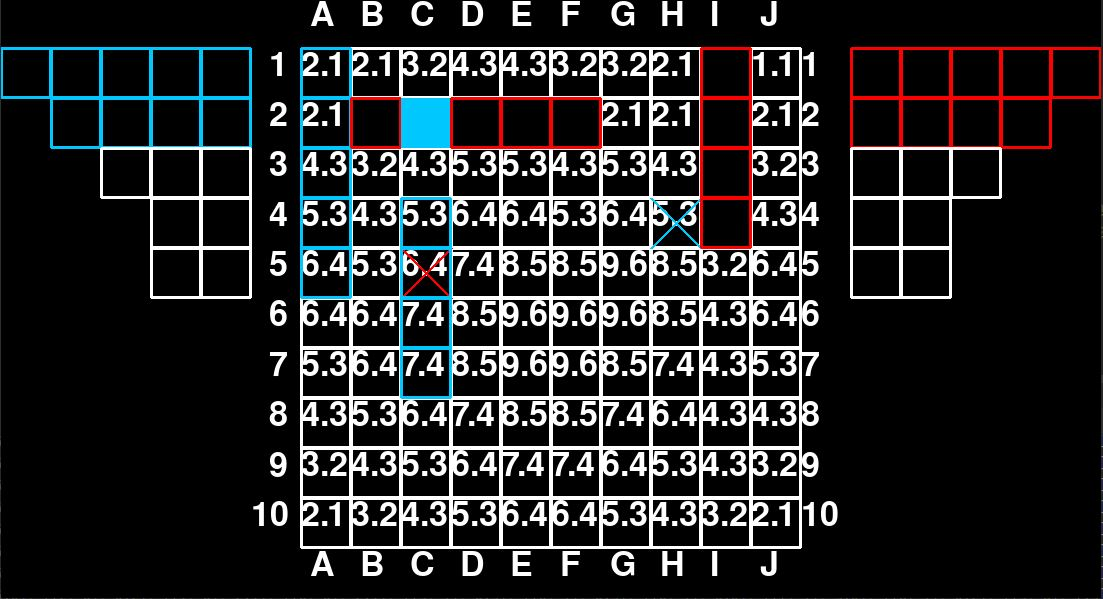 A B C D E F G H I J
1 2.1 2.1 3.2 4.3 4.3 3.2 3.2 2.1 1.1 1
2 2.1 2.1 2.1 2.1 2
3 4.3 3.2 4.3 5.3 5.3 4.3 5.3 4.3 3.2 3
4 5.3 4.3 5.3 6.4 6.4 5.3 6.4 5.3 4.3 4
5 6.4 5.3 6.4 7.4 8.5 8.5 9.6 8.5 3.2 6.4 5
6 6.4 6.4 7.4 8.5 9.6 9.6 9.6 8.5 4.3 6.4 6
7 5.3 6.4 7.4 8.5 9.6 9.6 8.5 7.4 4.3 5.3 7
8 4.3 5.3 6.4 7.4 8.5 8.5 7.4 6.4 4.3 4.3 8
9 3.2 4.3 5.3 6.4 7.4 7.4 6.4 5.3 4.3 3.2 9
10 2.1 3.2 4.3 5.3 6.4 6.4 5.3 4.3 3.2 2.1 10
A B C D E F G H I J